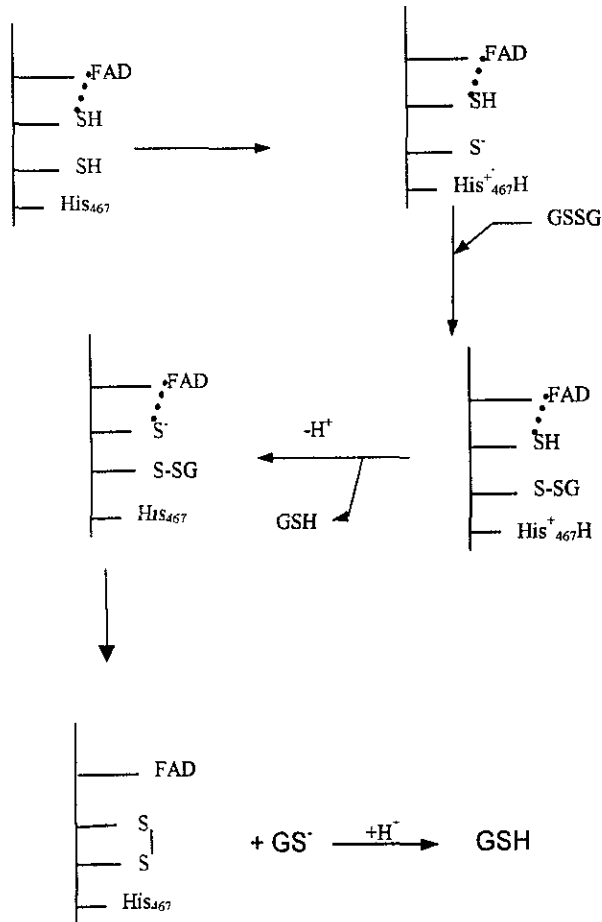 FAD
SH
SH
His₄₆₇
FAD
SH
S⁻
His⁺₄₆₇H
GSSG
FAD
S⁻
S-SG
His₄₆₇
-H⁺
GSH
FAD
SH
S-SG
His⁺₄₆₇H
FAD
S
S
His₄₆₇
+ GS⁻
+H⁺
GSH